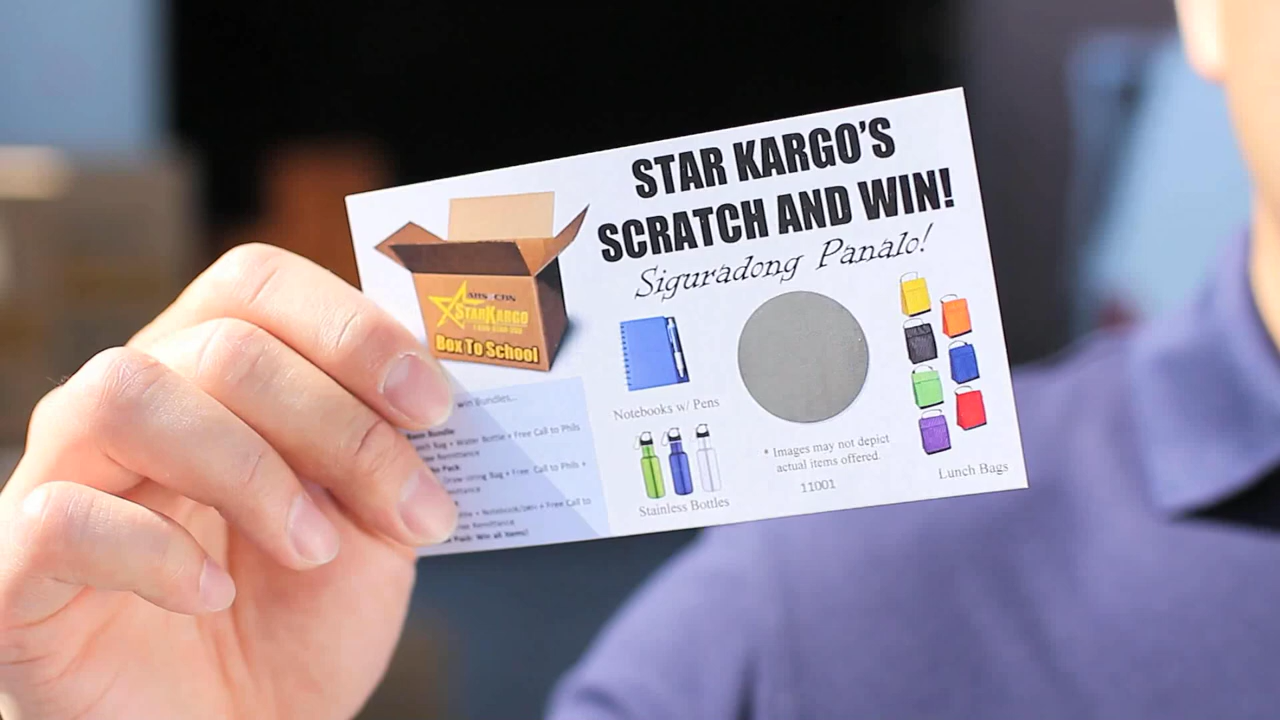 STAR KARGO'S
SCRATCH AND WIN!
Siguradong Panalo!
ABS-CBN
STARKARGO
Box To School
win Bundles...
Bundle
Bag + Water Bottle + Free Call to Phils
Remittance
Pack
Draw string Bag + Free Call to Phils +
+ Notebook/pen + Free Call to
Remittance
Pack: Win all items!
Notebooks w/ Pens
Stainless Bottles
* Images may not depict
actual items offered.
11001
Lunch Bags